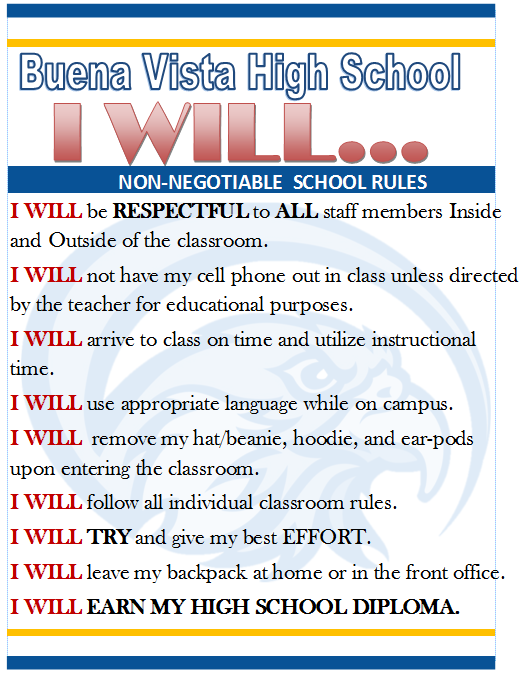 Buena Vista High School
I WILL...
NON-NEGOTIABLE SCHOOL RULES
I WILL be RESPECTFUL to ALL staff members Inside
and Outside of the classroom.
I WILL not have my cell phone out in class unless directed
by the teacher for educational purposes.
I WILL arrive to class on time and utilize instructional
time.
I WILL use appropriate language while on campus.
I WILL remove my hat/beanie, hoodie, and ear-pods
upon entering the classroom.
I WILL follow all individual classroom rules.
I WILL TRY and give my best EFFORT.
I WILL leave my backpack at home or in the front office.
I WILL EARN MY HIGH SCHOOL DIPLOMA.